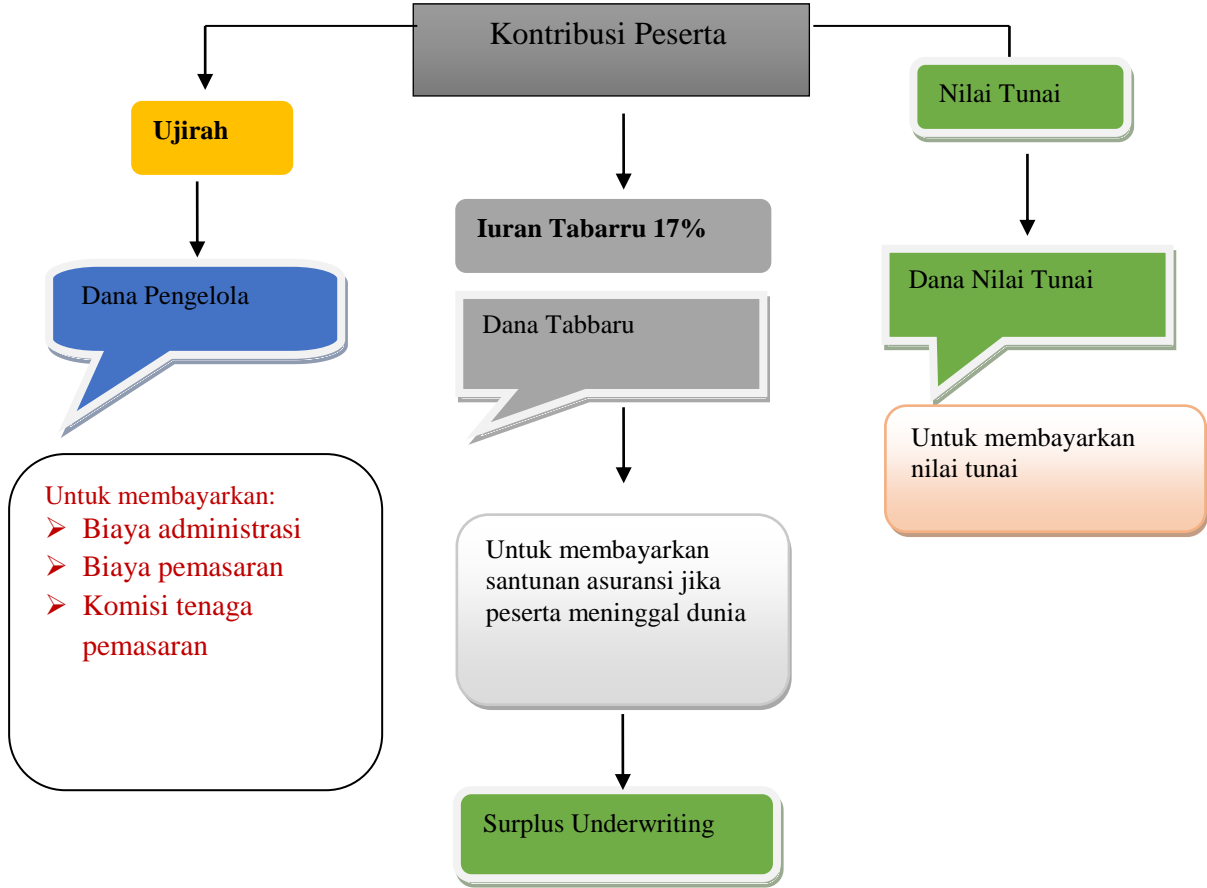 Kontribusi Peserta
Ujirah
Dana Pengelola
Untuk membayarkan:
➢ Biaya administrasi
➢ Biaya pemasaran
➢ Komisi tenaga
pemasaran
Iuran Tabarru 17%
Dana Tabbaru
Untuk membayarkan
santunan asuransi jika
peserta meninggal dunia
Surplus Underwriting
Nilai Tunai
Dana Nilai Tunai
Untuk membayarkan
nilai tunai